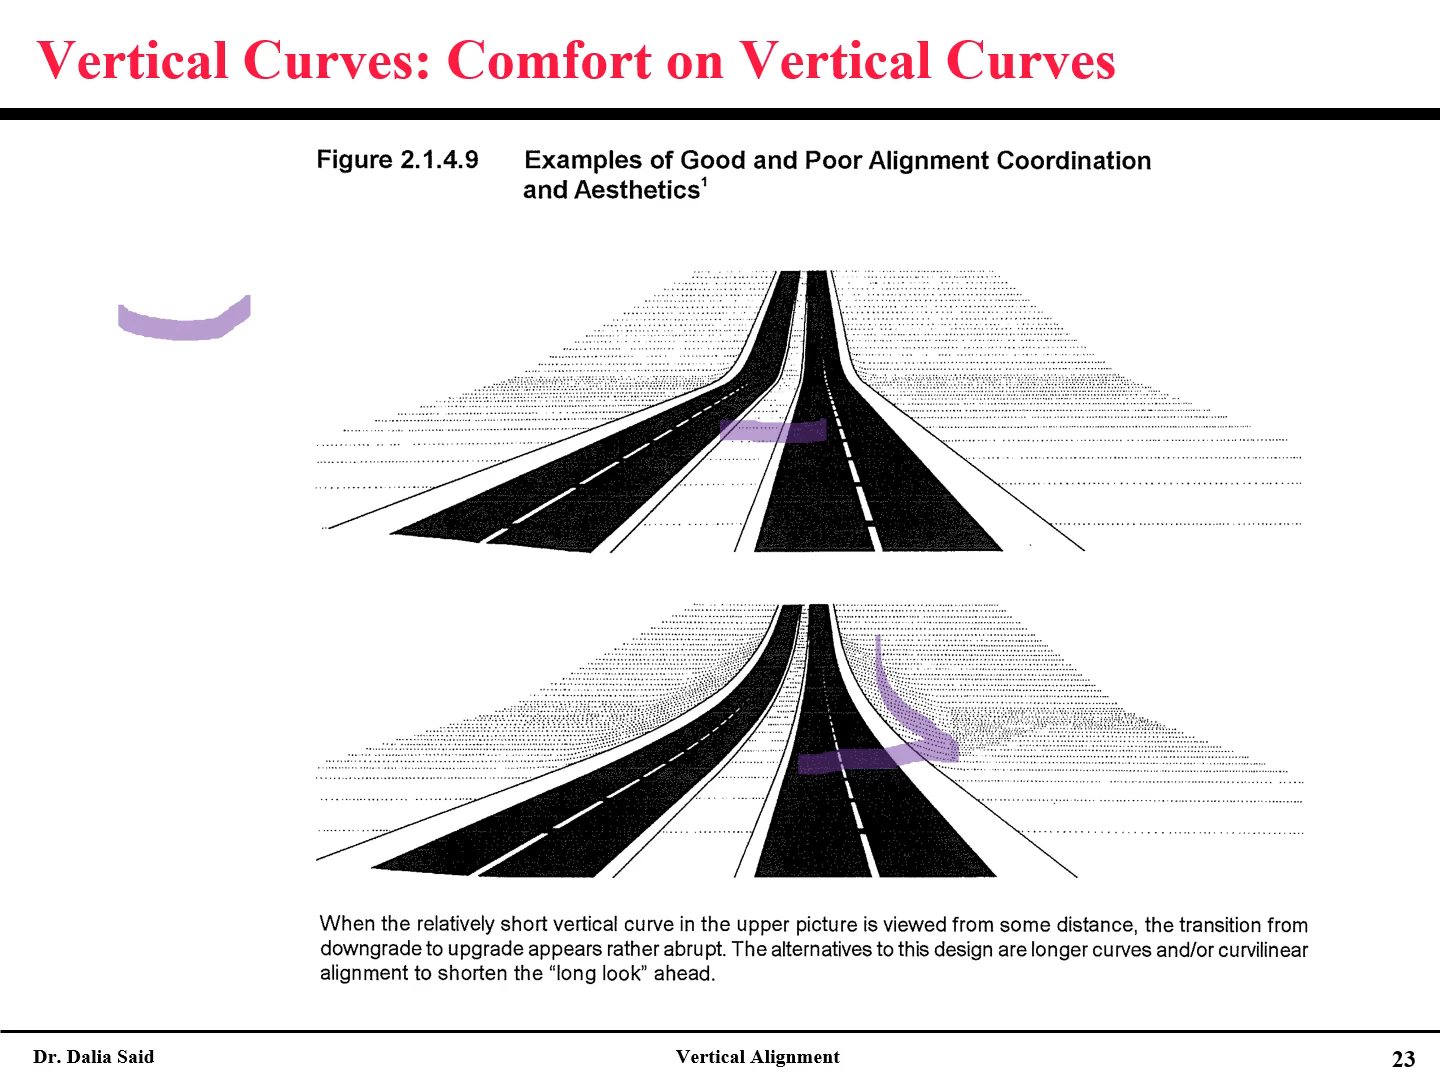 Vertical Curves: Comfort on Vertical Curves
Figure 2.1.4.9 Examples of Good and Poor Alignment Coordination
and Aesthetics¹
When the relatively short vertical curve in the upper picture is viewed from some distance, the transition from
downgrade to upgrade appears rather abrupt. The alternatives to this design are longer curves and/or curvilinear
alignment to shorten the “long look” ahead.
Dr. Dalia Said Vertical Alignment 23